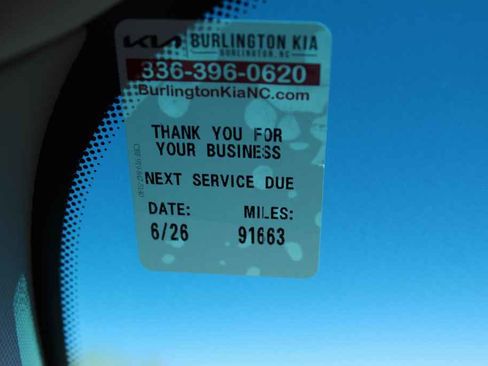 KIA BURLINGTON KIA
BURLINGTON, NC
336-396-0620
BurlingtonKiaNC.com
THANK YOU FOR
YOUR BUSINESS
NEXT SERVICE DUE
DATE: MILES:
6/26 91663